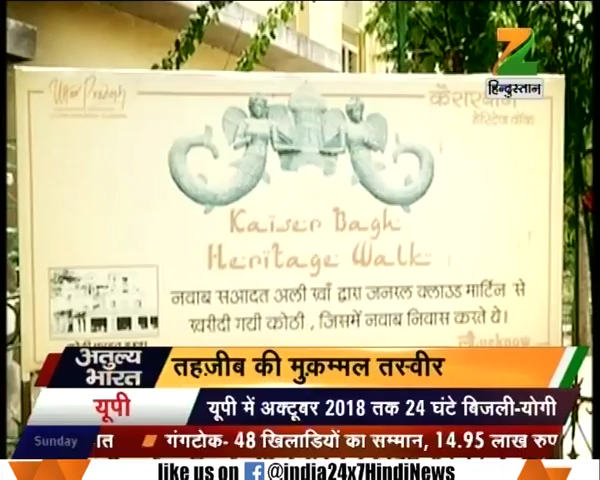 Z
हिन्दुस्तान
Uttar Pradesh
कैसरबाग
हेरिटेज वॉक
Kaiser Bagh
Heritage Walk
नवाब सआदत अली खाँ द्वारा जनरल क्लाउड मार्टिन से
ख़रीदी गयी कोठी , जिसमें नवाब निवास करते थे।
Lucknow
अतुल्य
भारत
तहज़ीब की मुक़म्मल तस्वीर
यूपी
यूपी में अक्टूबर 2018 तक 24 घंटे बिजली-योगी
Sunday
गंगटोक- 48 खिलाड़ियों का सम्मान, 14.95 लाख
like us on f @india24x7HindiNews